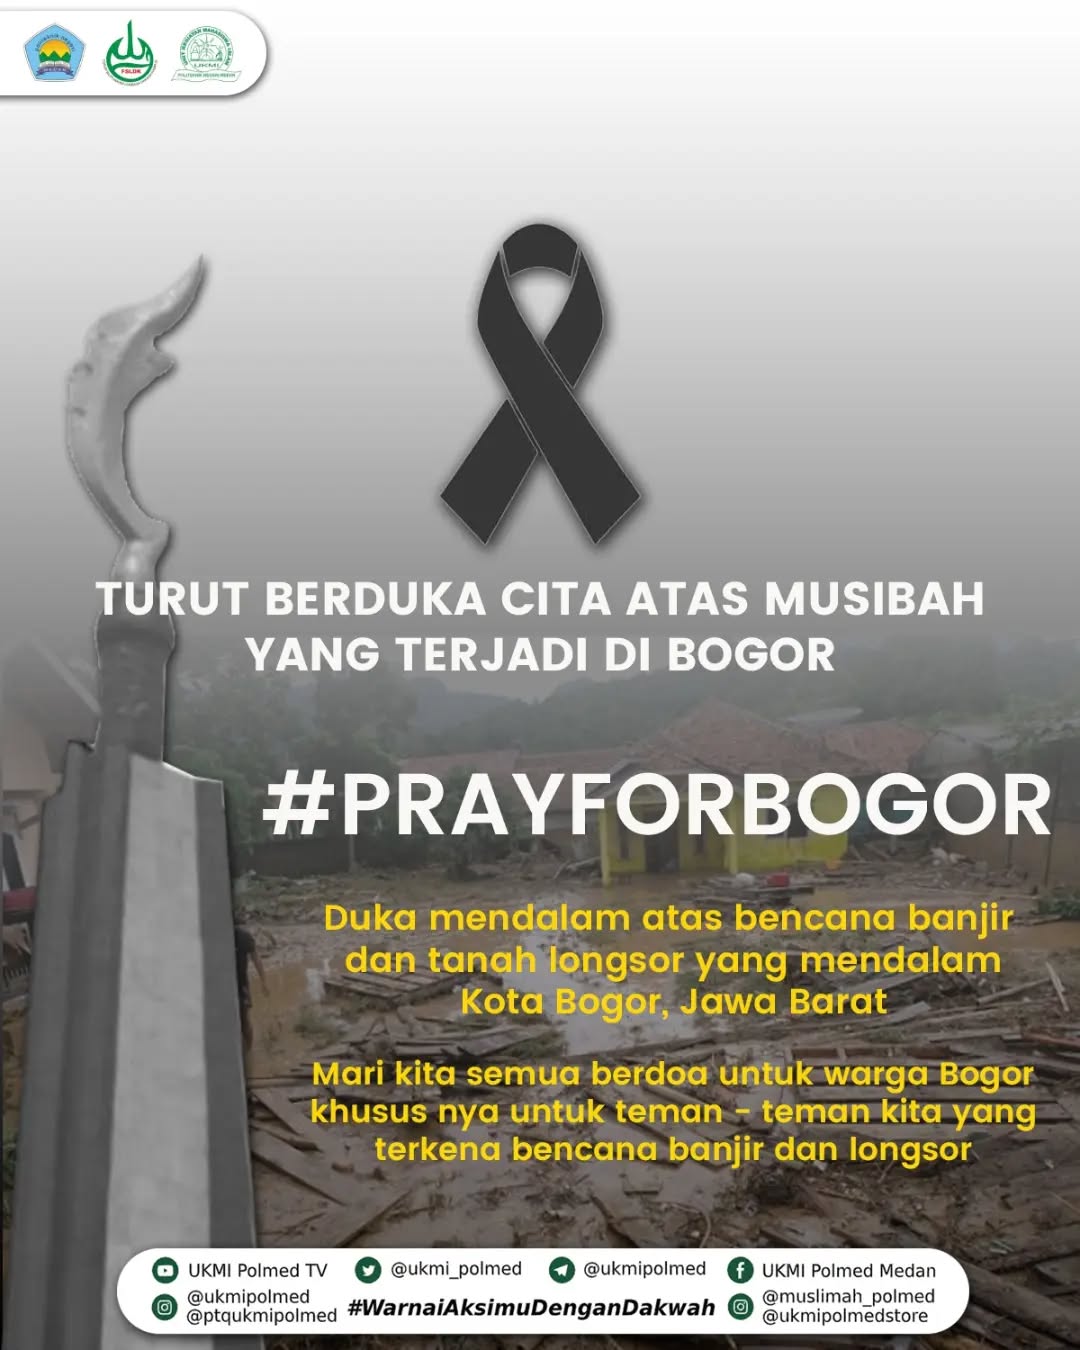 FSLDK
UKMI
TURUT BERDUKA CITA ATAS MUSIBAH
YANG TERJADI DI BOGOR
#PRAYFORBOGOR
Duka mendalam atas bencana banjir
dan tanah longsor yang mendalam
Kota Bogor, Jawa Barat
Mari kita semua berdoa untuk warga Bogor
khusus nya untuk teman - teman kita yang
terkena bencana banjir dan longsor
UKMI Polmed TV
@ukmi_polmed
@ukmipolmed
UKMI Polmed Medan
@ukmipolmed
@ptqukmipolmed
#WarnaiAksimuDenganDakwah
@muslimah_polmed
@ukmipolmedstore